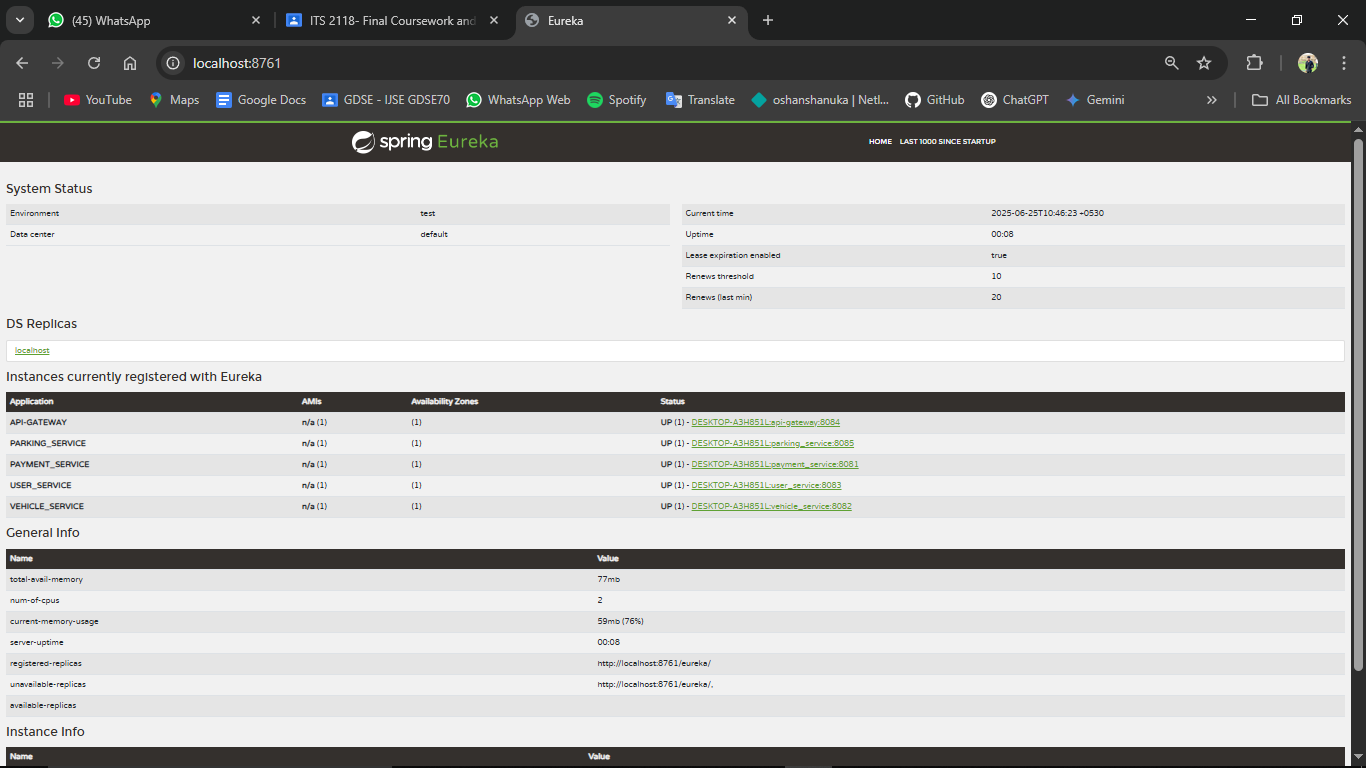 (45) WhatsApp
ITS 2118- Final Coursework and
Eureka
localhost:8761
YouTube Maps Google Docs GDSE - IJSE GDSE70 WhatsApp Web Spotify Translate oshanshanuka | Netl... GitHub ChatGPT Gemini » All Bookmarks
spring Eureka
HOME LAST 1000 SINCE STARTUP
System Status
Environment test
Data center default
Current time 2025-06-25T10:46:23 +0530
Uptime 00:08
Lease expiration enabled true
Renews threshold 10
Renews (last min) 20
DS Replicas
localhost
Instances currently registered with Eureka
Application AMIs Availability Zones Status
API-GATEWAY n/a (1) (1) UP (1) - DESKTOP-A3H851L:api-gateway:8084
PARKING_SERVICE n/a (1) (1) UP (1) - DESKTOP-A3H851L:parking_service:8085
PAYMENT_SERVICE n/a (1) (1) UP (1) - DESKTOP-A3H851L:payment_service:8081
USER_SERVICE n/a (1) (1) UP (1) - DESKTOP-A3H851L:user_service:8083
VEHICLE_SERVICE n/a (1) (1) UP (1) - DESKTOP-A3H851L:vehicle_service:8082
General Info
Name Value
total-avail-memory 77mb
num-of-cpus 2
current-memory-usage 59mb (76%)
server-uptime 00:08
registered-replicas http://localhost:8761/eureka/
unavailable-replicas http://localhost:8761/eureka/,
available-replicas
Instance Info
Name Value